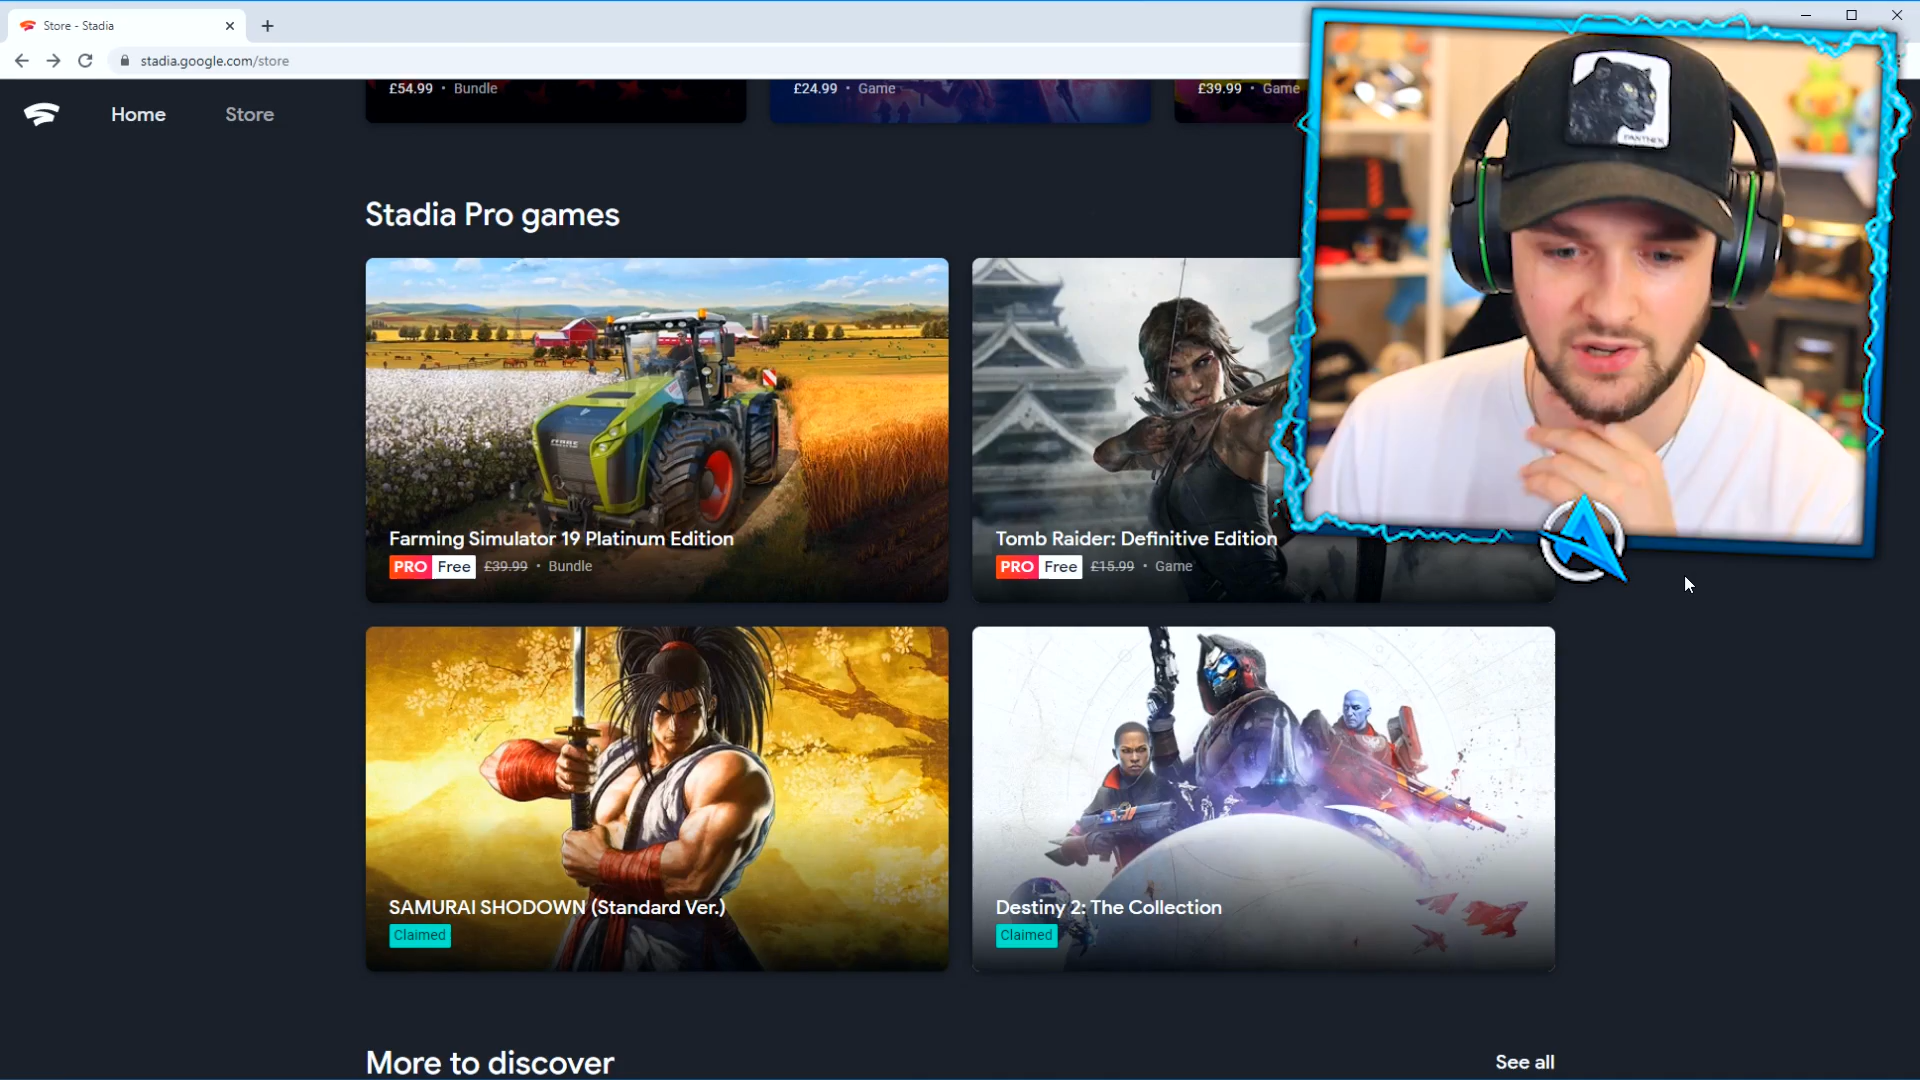 Store - Stadia
stadia.google.com/store
Home
Store
£54.99 • Bundle
£24.99 • Game
£39.99 • Game
Stadia Pro games
Farming Simulator 19 Platinum Edition
PRO Free £39.99 • Bundle
Tomb Raider: Definitive Edition
PRO Free £15.99 • Game
SAMURAI SHODOWN (Standard Ver.)
Claimed
Destiny 2: The Collection
Claimed
More to discover
See all
PANTHER
CLAAS